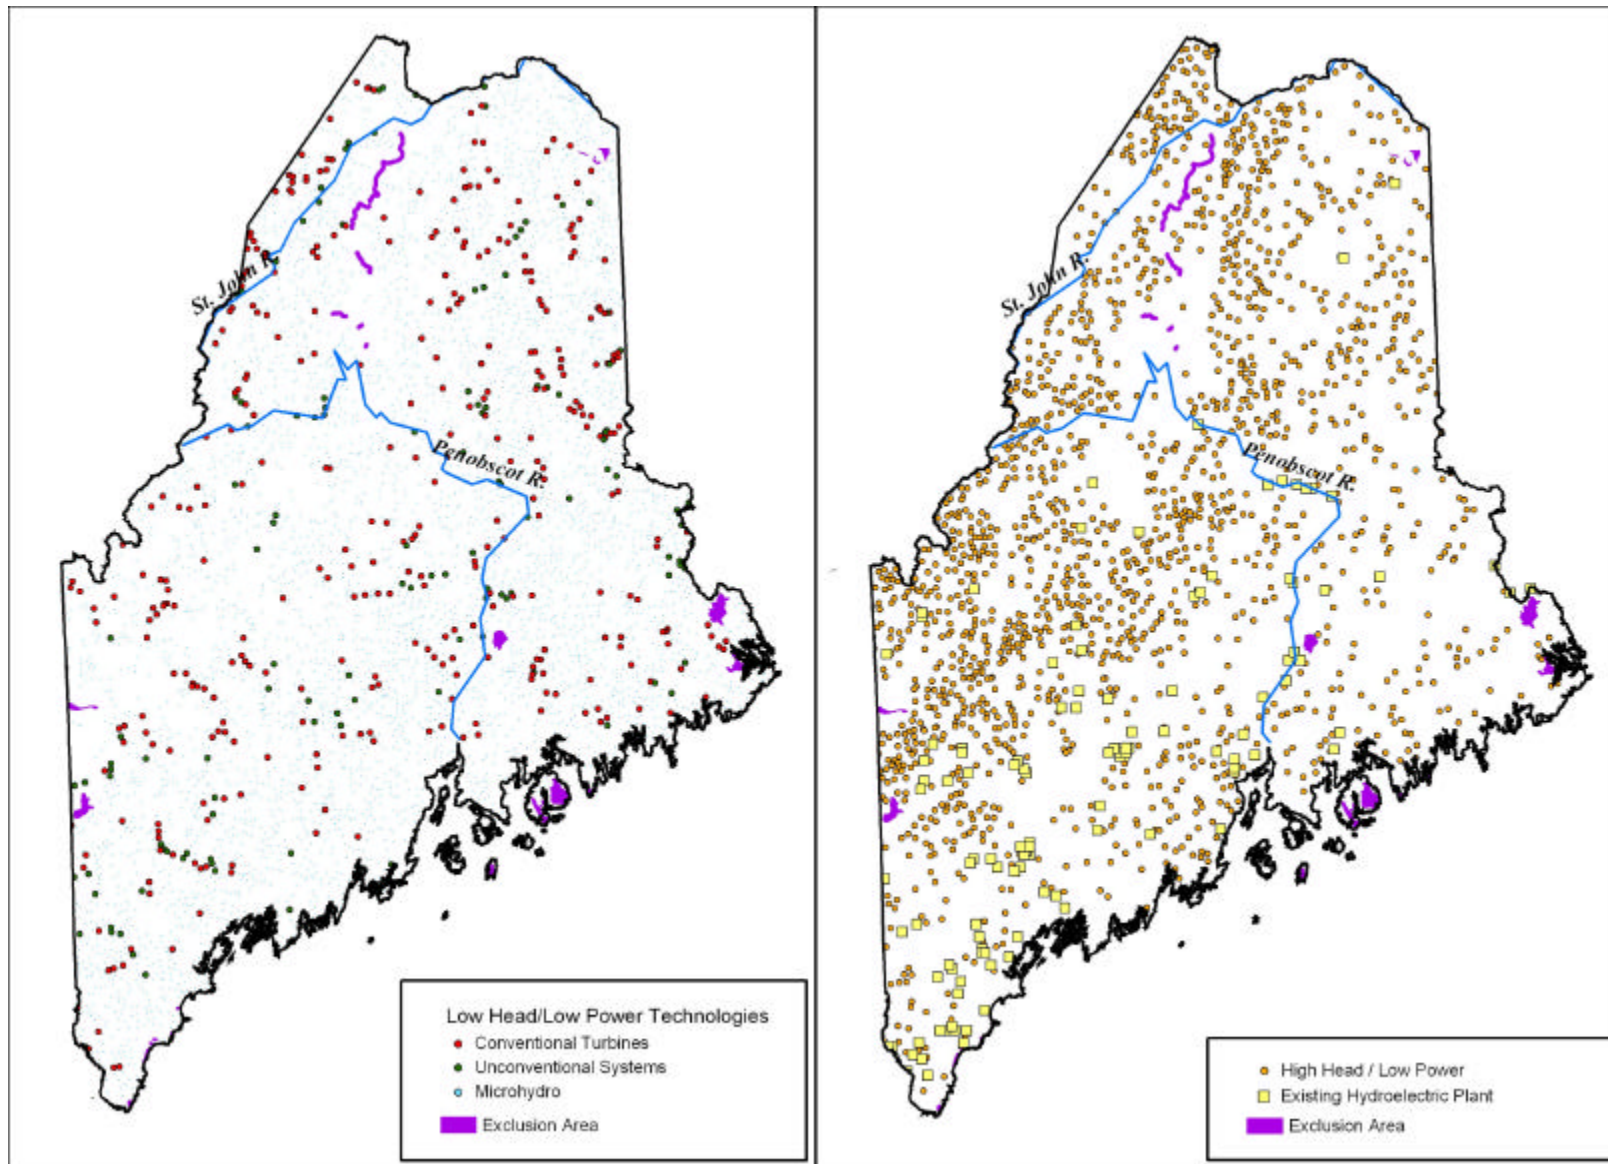 St. John R.
Penobscot R.
Low Head/Low Power Technologies
Conventional Turbines
Unconventional Systems
Microhydro
Exclusion Area
St. John R.
Penobscot R.
High Head / Low Power
Existing Hydroelectric Plant
Exclusion Area